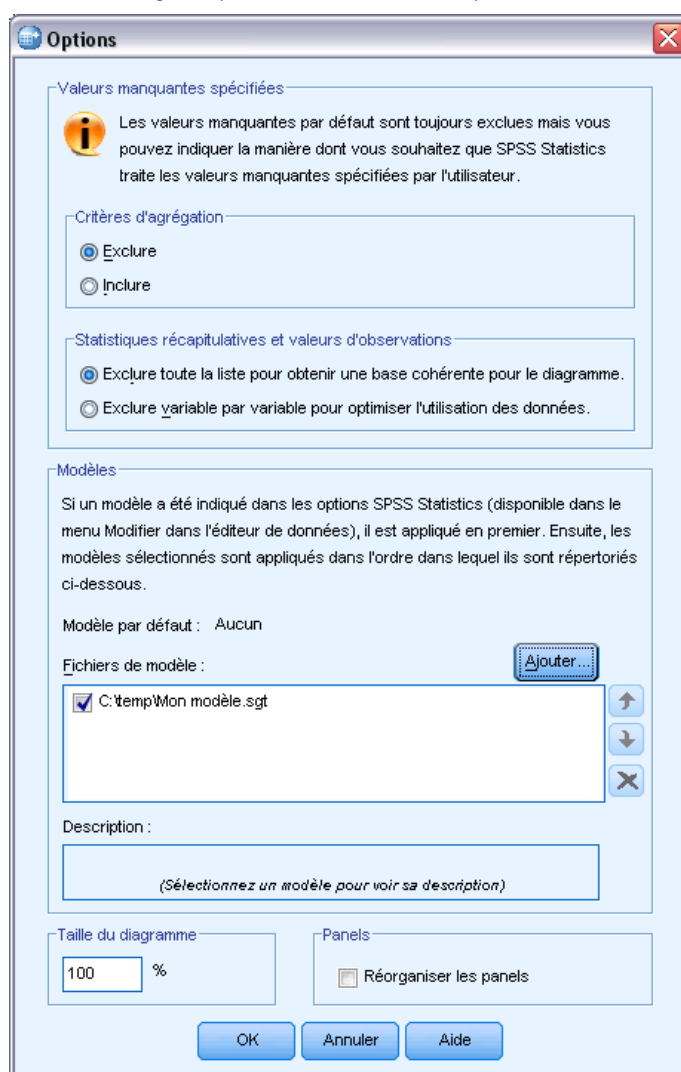 Options
Valeurs manquantes spécifiées
Les valeurs manquantes par défaut sont toujours exclues mais vous
pouvez indiquer la manière dont vous souhaitez que SPSS Statistics
traite les valeurs manquantes spécifiées par l'utilisateur.
Critères d'agrégation
Exclure
Inclure
Statistiques récapitulatives et valeurs d'observations
Exclure toute la liste pour obtenir une base cohérente pour le diagramme.
Exclure variable par variable pour optimiser l'utilisation des données.
Modèles
Si un modèle a été indiqué dans les options SPSS Statistics (disponible dans le
menu Modifier dans l'éditeur de données), il est appliqué en premier. Ensuite, les
modèles sélectionnés sont appliqués dans l'ordre dans lequel ils sont répertoriés
ci-dessous.
Modèle par défaut : Aucun
Fichiers de modèle :
Ajouter...
C:\temp\Mon modèle.sgt
Description :
(Sélectionnez un modèle pour voir sa description)
Taille du diagramme
Panels
100 %
Réorganiser les panels
OK
Annuler
Aide